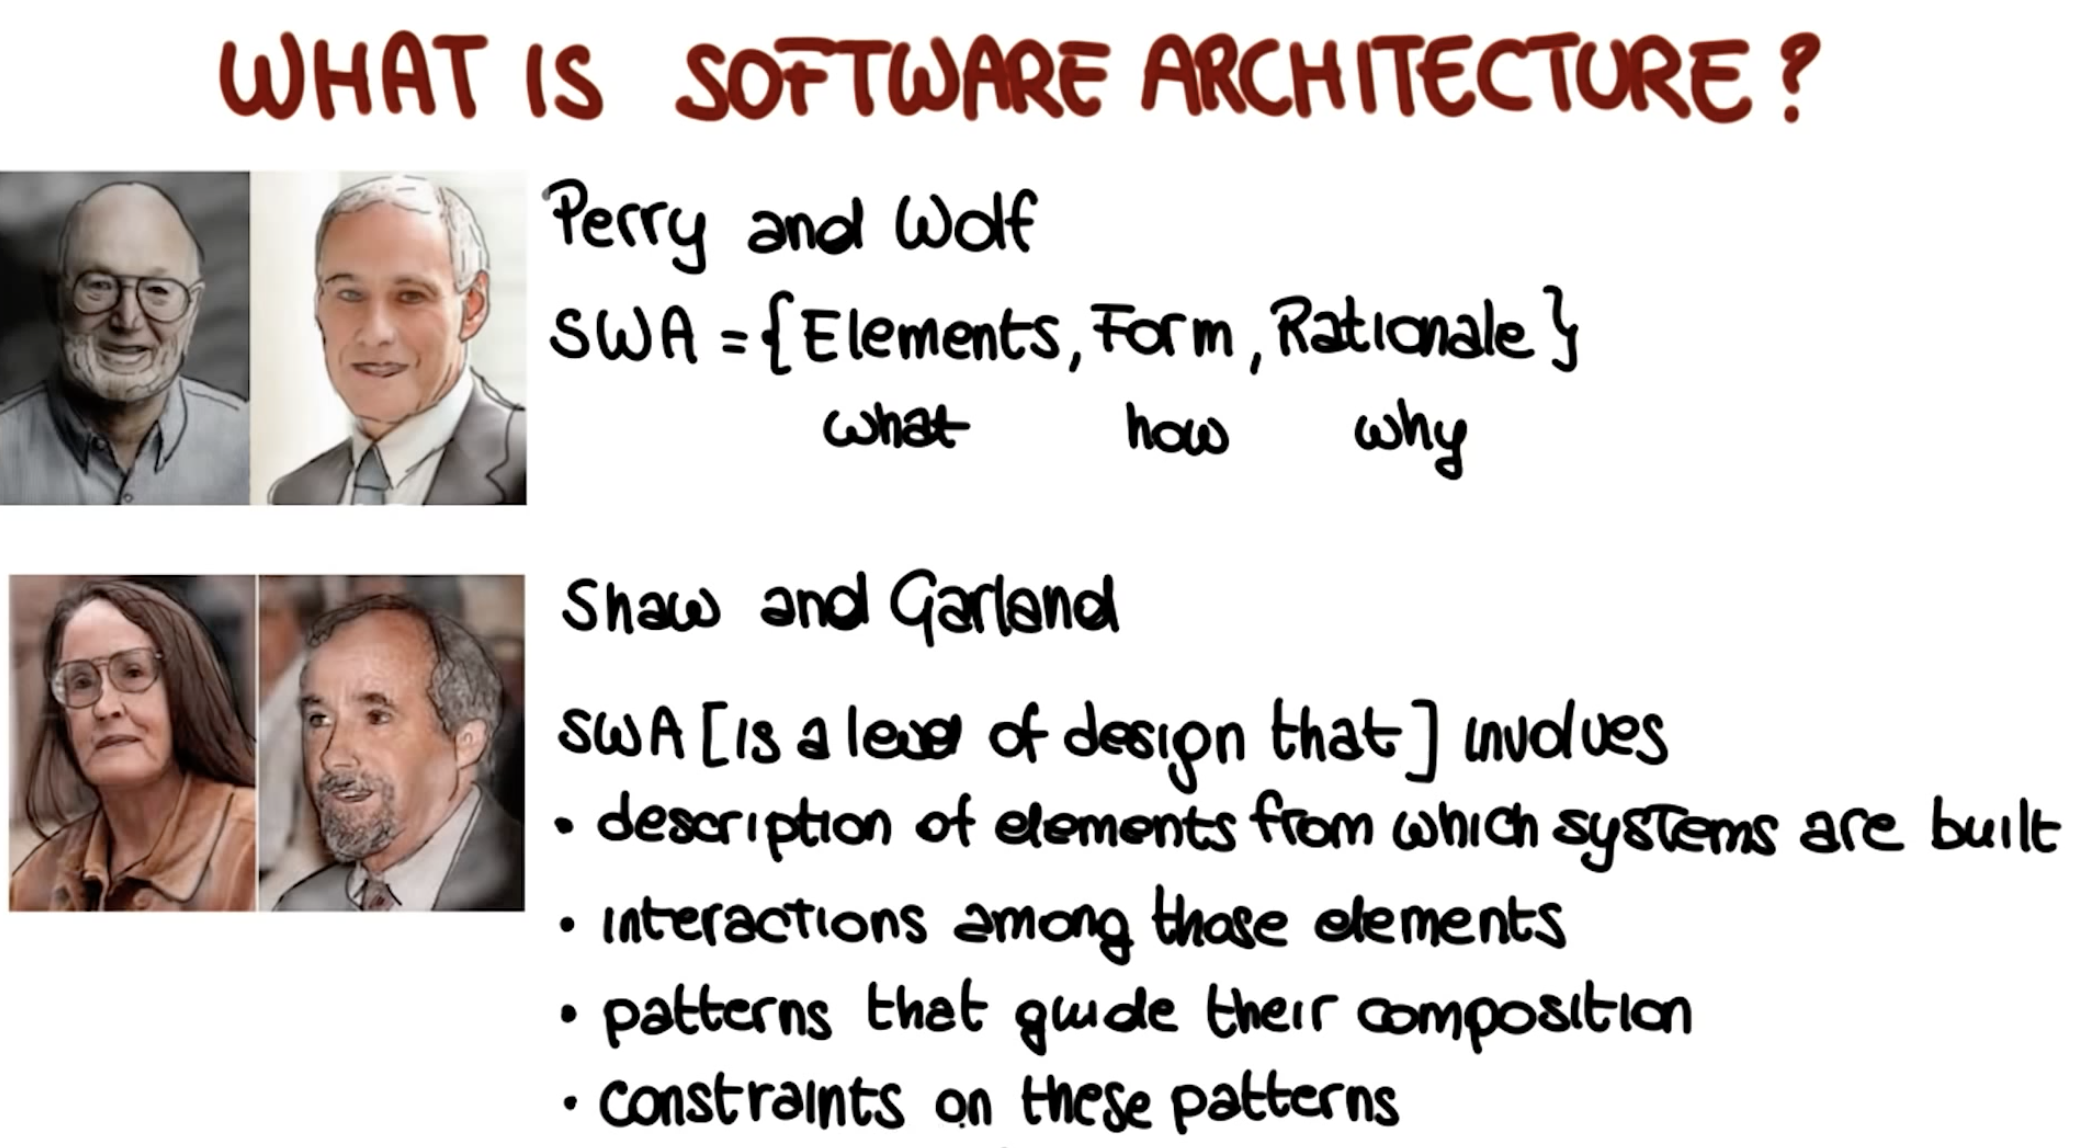 WHAT IS SOFTWARE ARCHITECTURE?
Perry and Wolf
SWA = {Elements, Form, Rationale}
what how why
Shaw and Garland
SWA [is a level of design that] involves
• description of elements from which systems are built
• interactions among those elements
• patterns that guide their composition
• constraints on these patterns